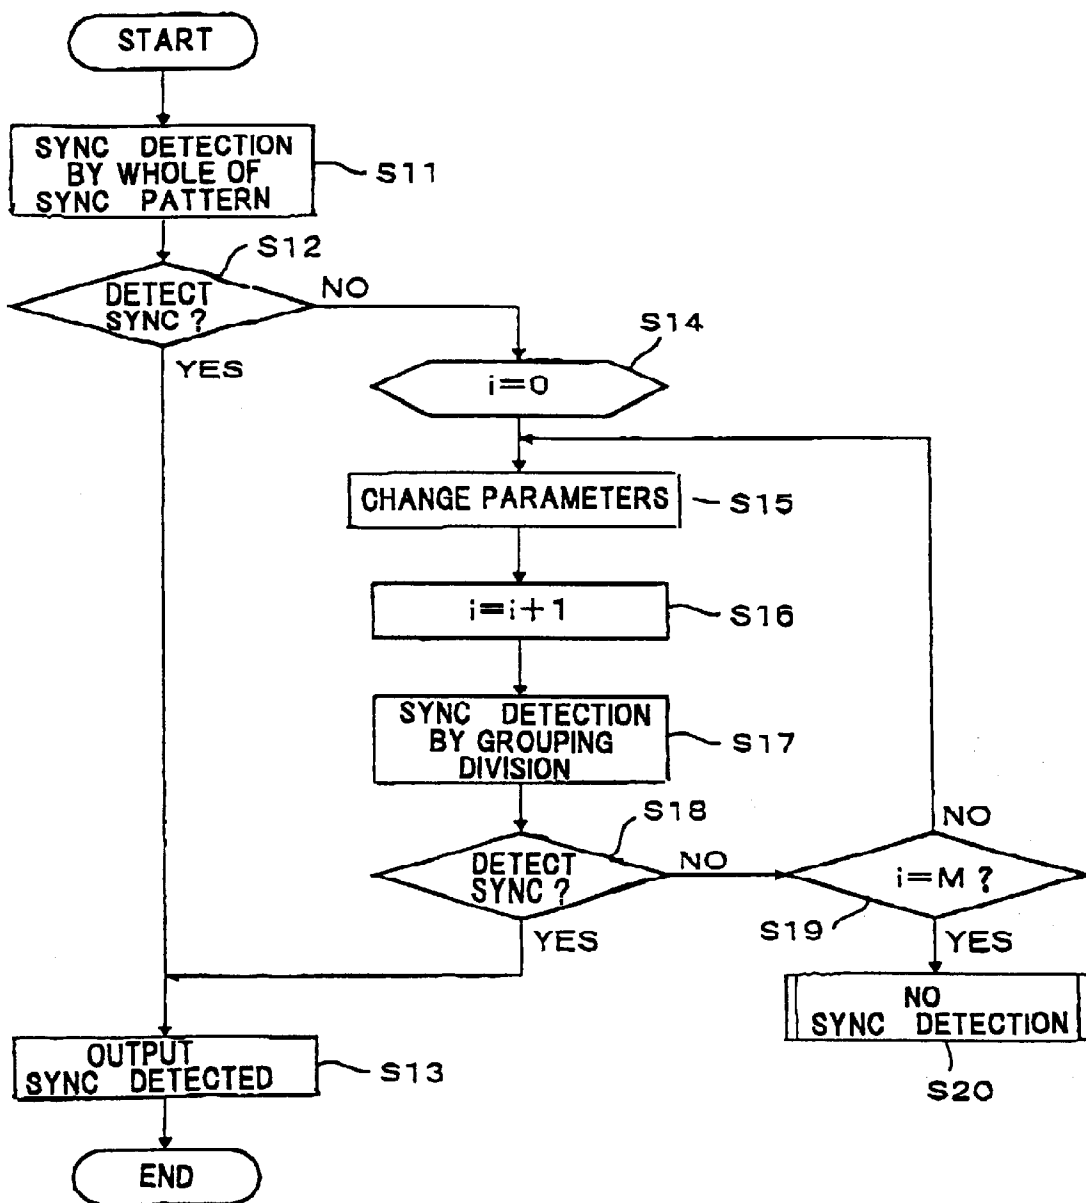 START
SYNC DETECTION
BY WHOLE OF
SYNC PATTERN
S11
S12
DETECT
SYNC ?
NO
YES
S14
i=0
CHANGE PARAMETERS
S15
i=i+1
S16
SYNC DETECTION
BY GROUPING
DIVISION
S17
S18
DETECT
SYNC ?
NO
YES
NO
i=M ?
S19
YES
NO
SYNC DETECTION
S20
OUTPUT
SYNC DETECTED
S13
END